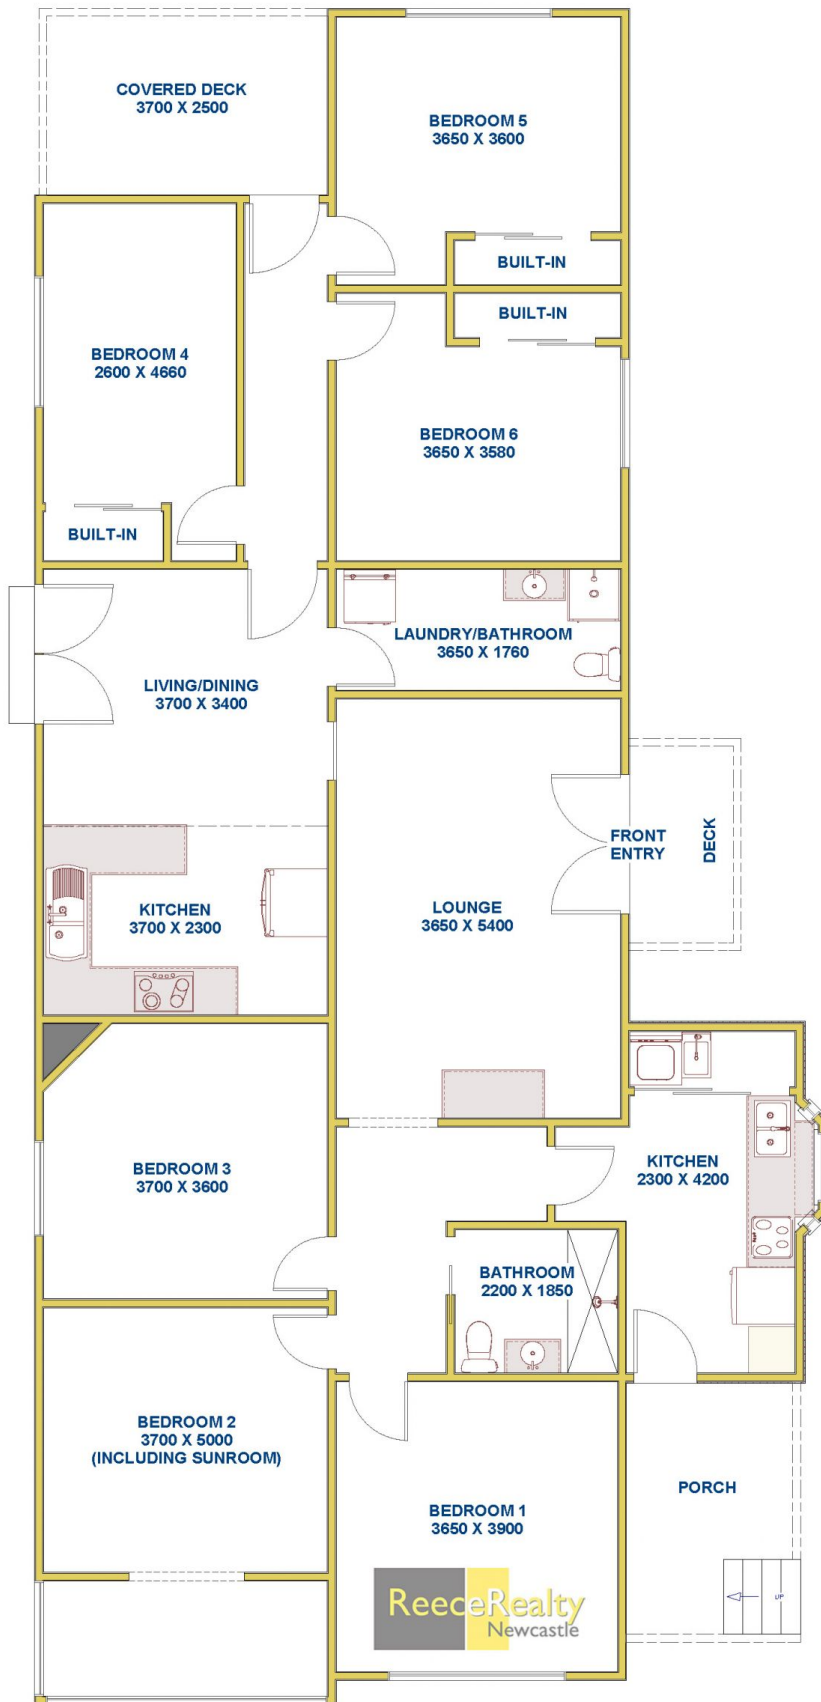 COVERED DECK
3700 X 2500
BEDROOM 5
3650 X 3600
BUILT-IN
BUILT-IN
BEDROOM 4
2600 X 4660
BEDROOM 6
3650 X 3580
BUILT-IN
LAUNDRY/BATHROOM
3650 X 1760
LIVING/DINING
3700 X 3400
FRONT
ENTRY
DECK
KITCHEN
3700 X 2300
LOUNGE
3650 X 5400
BEDROOM 3
3700 X 3600
KITCHEN
2300 X 4200
BATHROOM
2200 X 1850
BEDROOM 2
3700 X 5000
(INCLUDING SUNROOM)
BEDROOM 1
3650 X 3900
PORCH
UP
ReeceRealty
Newcastle